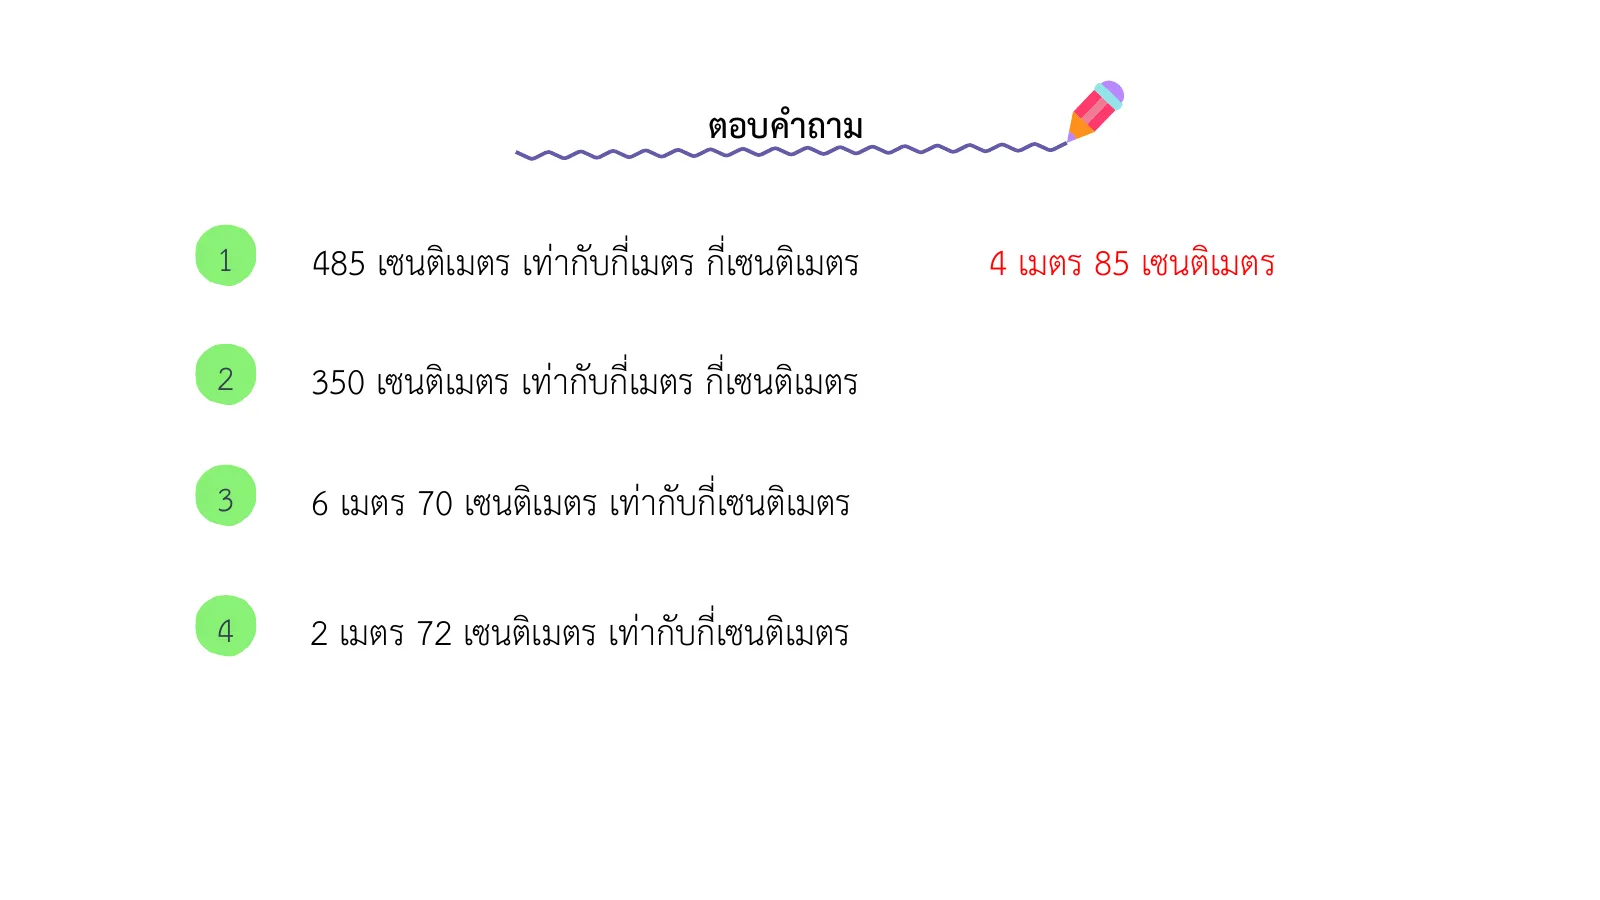 ตอบคำถาม
1 485 เซนติเมตร เท่ากับกี่เมตร กี่เซนติเมตร 4 เมตร 85 เซนติเมตร
2 350 เซนติเมตร เท่ากับกี่เมตร กี่เซนติเมตร
3 6 เมตร 70 เซนติเมตร เท่ากับกี่เซนติเมตร
4 2 เมตร 72 เซนติเมตร เท่ากับกี่เซนติเมตร